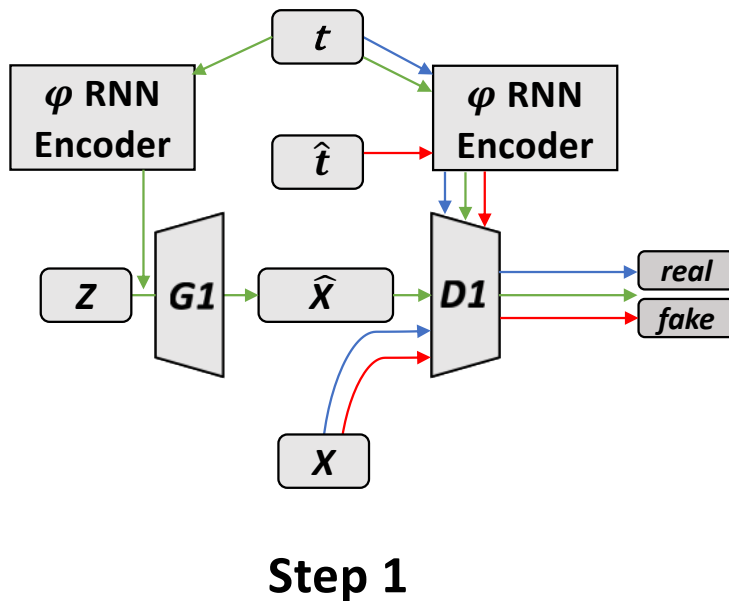 t
φ RNN
Encoder
φ RNN
Encoder
t̂
Z
G1
X̂
D1
real
fake
X
Step 1